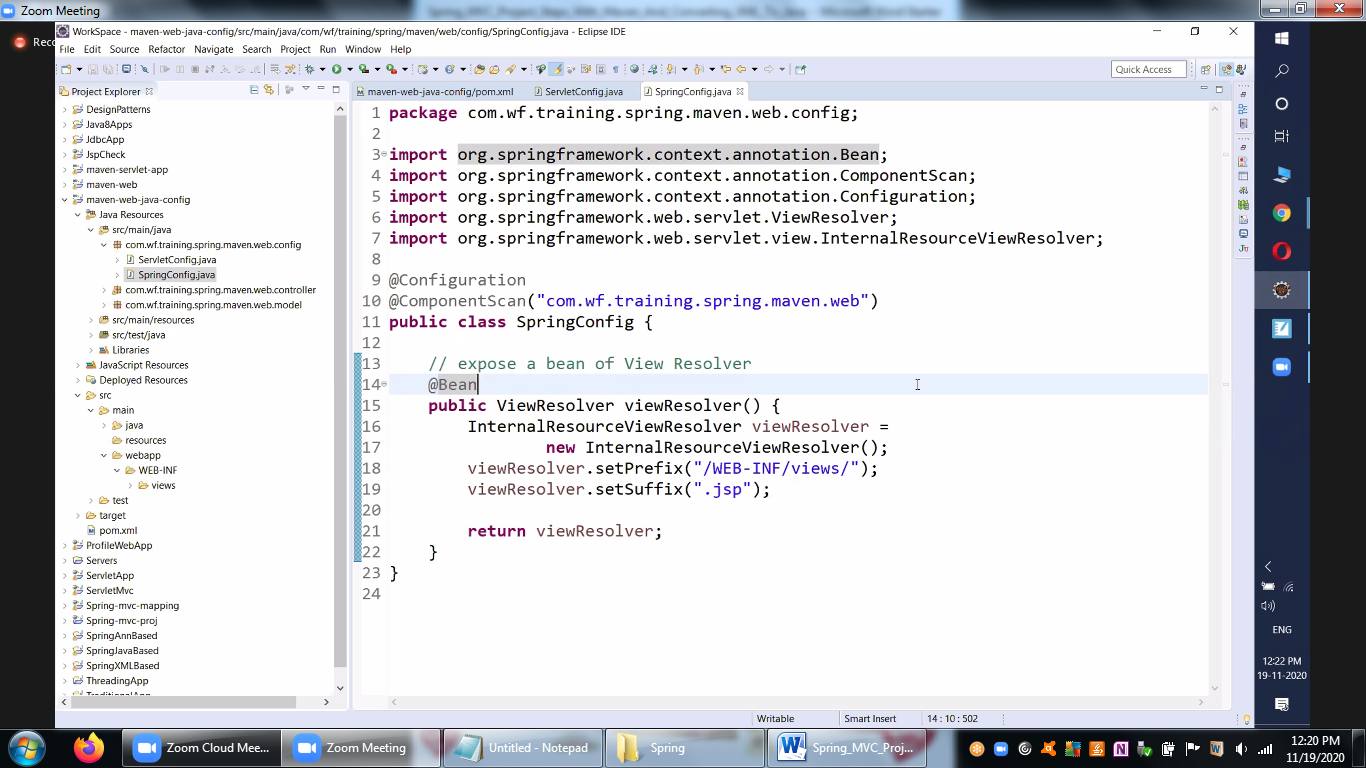 Zoom Meeting
Spring_MVC_Project_Steps_With_Maven_And_Converting_XML_To_Java - Microsoft Word Starter
Reco
WorkSpace - maven-web-java-config/src/main/java/com/wf/training/spring/maven/web/config/SpringConfig.java - Eclipse IDE
File Edit Source Refactor Navigate Search Project Run Window Help
Quick Access
Project Explorer
maven-web-java-config/pom.xml
ServletConfig.java
SpringConfig.java
DesignPatterns
Java8Apps
JdbcApp
JspCheck
maven-servlet-app
maven-web
maven-web-java-config
Java Resources
src/main/java
com.wf.training.spring.maven.web.config
ServletConfig.java
SpringConfig.java
com.wf.training.spring.maven.web.controller
com.wf.training.spring.maven.web.model
src/main/resources
src/test/java
Libraries
JavaScript Resources
Deployed Resources
src
main
java
resources
webapp
WEB-INF
views
test
target
pom.xml
ProfileWebApp
Servers
ServletApp
ServletMvc
Spring-mvc-mapping
Spring-mvc-proj
SpringAnnBased
SpringJavaBased
SpringXMLBased
ThreadingApp
1 package com.wf.training.spring.maven.web.config;
2
3 import org.springframework.context.annotation.Bean;
4 import org.springframework.context.annotation.ComponentScan;
5 import org.springframework.context.annotation.Configuration;
6 import org.springframework.web.servlet.ViewResolver;
7 import org.springframework.web.servlet.view.InternalResourceViewResolver;
8
9 @Configuration
10 @ComponentScan("com.wf.training.spring.maven.web")
11 public class SpringConfig {
12
13 // expose a bean of View Resolver
14 @Bean
15 public ViewResolver viewResolver() {
16 InternalResourceViewResolver viewResolver =
17 new InternalResourceViewResolver();
18 viewResolver.setPrefix("/WEB-INF/views/");
19 viewResolver.setSuffix(".jsp");
20
21 return viewResolver;
22 }
23 }
24
Writable
Smart Insert
14 : 10 : 502
ENG
12:22 PM
19-11-2020
Zoom Cloud Mee...
Zoom Meeting
Untitled - Notepad
Spring
Spring_MVC_Proj...
12:20 PM
11/19/2020